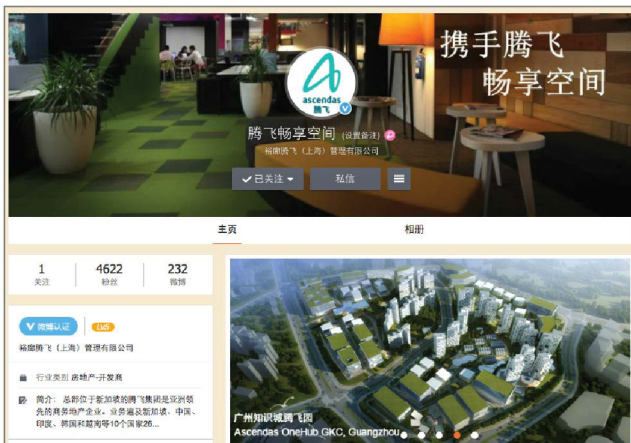 携手腾飞
畅享空间
ascendas
腾飞
腾飞畅享空间 (设置备注)
裕廊腾飞（上海）管理有限公司
已关注
私信
主页
相册
1
关注
4622
粉丝
232
微博
微博认证
LV5
裕廊腾飞（上海）管理有限公司
行业类别 房地产-开发商
简介： 总部位于新加坡的腾飞集团是亚洲领
先的商务地产企业。业务遍及新加坡、中国、
印度、韩国和越南等10个国家26...
广州知识城腾飞园
Ascendas OneHub GKC, Guangzhou